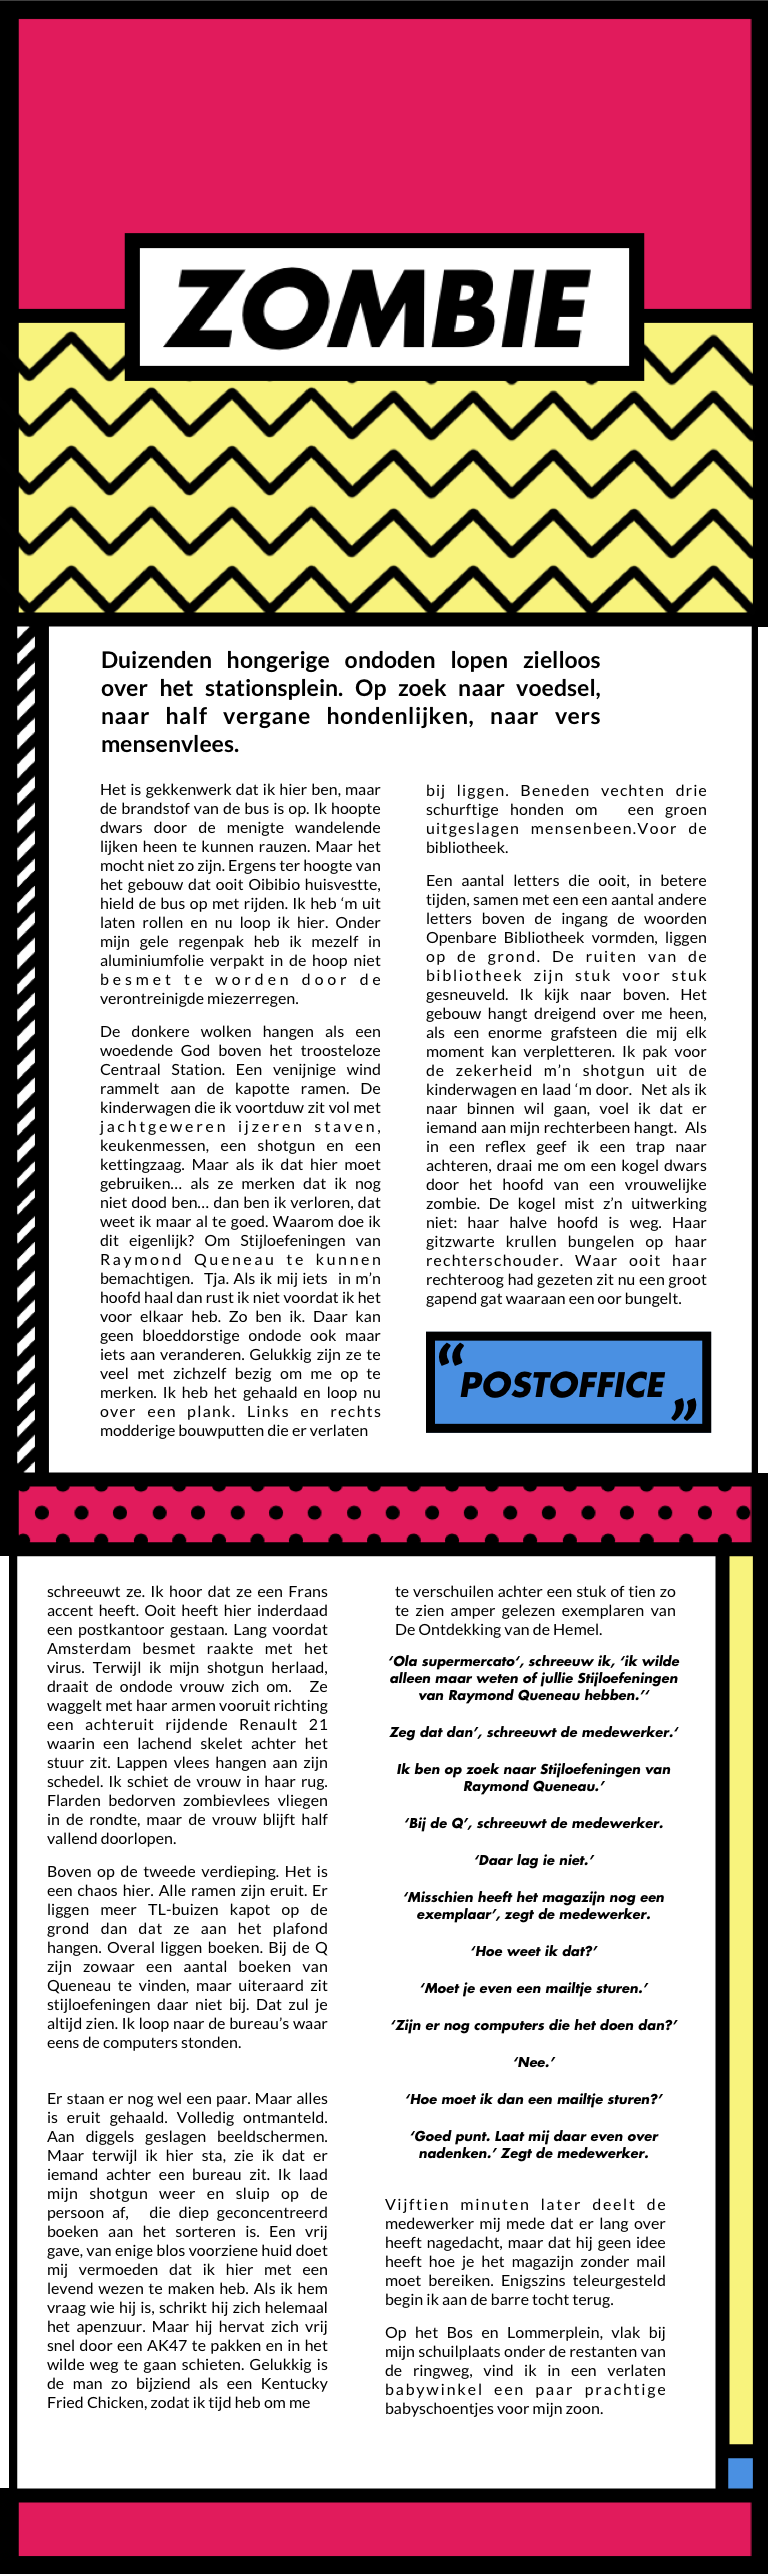 ZOMBIE
Duizenden hongerige ondoden lopen zielloos
over het stationsplein. Op zoek naar voedsel,
naar half vergane hondenlijken, naar vers
mensenvlees.
Het is gekkenwerk dat ik hier ben, maar
de brandstof van de bus is op. Ik hoopte
dwars door de menigte wandelende
lijken heen te kunnen rauzen. Maar het
mocht niet zo zijn. Ergens ter hoogte van
het gebouw dat ooit Oibibio huisvestte,
hield de bus op met rijden. Ik heb ‘m uit
laten rollen en nu loop ik hier. Onder
mijn gele regenpak heb ik mezelf in
aluminiumfolie verpakt in de hoop niet
besmet te worden door de
verontreinigde miezerregen.
De donkere wolken hangen als een
woedende God boven het troosteloze
Centraal Station. Een venijnige wind
rammelt aan de kapotte ramen. De
kinderwagen die ik voortduw zit vol met
jachtgeweren ijzeren staven,
keukenmessen, een shotgun en een
kettingzaag. Maar als ik dat hier moet
gebruiken… als ze merken dat ik nog
niet dood ben… dan ben ik verloren, dat
weet ik maar al te goed. Waarom doe ik
dit eigenlijk? Om Stijloefeningen van
Raymond Queneau te kunnen
bemachtigen. Tja. Als ik mij iets in m’n
hoofd haal dan rust ik niet voordat ik het
voor elkaar heb. Zo ben ik. Daar kan
geen bloeddorstige ondode ook maar
iets aan veranderen. Gelukkig zijn ze te
veel met zichzelf bezig om me op te
merken. Ik heb het gehaald en loop nu
over een plank. Links en rechts
modderige bouwputten die er verlaten
bij liggen. Beneden vechten drie
schurftige honden om een groen
uitgeslagen mensenbeen.Voor de
bibliotheek.
Een aantal letters die ooit, in betere
tijden, samen met een een aantal andere
letters boven de ingang de woorden
Openbare Bibliotheek vormden, liggen
op de grond. De ruiten van de
bibliotheek zijn stuk voor stuk
gesneuveld. Ik kijk naar boven. Het
gebouw hangt dreigend over me heen,
als een enorme grafsteen die mij elk
moment kan verpletteren. Ik pak voor
de zekerheid m’n shotgun uit de
kinderwagen en laad ‘m door. Net als ik
naar binnen wil gaan, voel ik dat er
iemand aan mijn rechterbeen hangt. Als
in een reflex geef ik een trap naar
achteren, draai me om een kogel dwars
door het hoofd van een vrouwelijke
zombie. De kogel mist z’n uitwerking
niet: haar halve hoofd is weg. Haar
gitzwarte krullen bungelen op haar
rechterschouder. Waar ooit haar
rechteroog had gezeten zit nu een groot
gapend gat waaraan een oor bungelt.
“POSTOFFICE”
schreeuwt ze. Ik hoor dat ze een Frans
accent heeft. Ooit heeft hier inderdaad
een postkantoor gestaan. Lang voordat
Amsterdam besmet raakte met het
virus. Terwijl ik mijn shotgun herlaad,
draait de ondode vrouw zich om. Ze
waggelt met haar armen vooruit richting
een achteruit rijdende Renault 21
waarin een lachend skelet achter het
stuur zit. Lappen vlees hangen aan zijn
schedel. Ik schiet de vrouw in haar rug.
Flarden bedorven zombievlees vliegen
in de rondte, maar de vrouw blijft half
vallend doorlopen.
Boven op de tweede verdieping. Het is
een chaos hier. Alle ramen zijn eruit. Er
liggen meer TL-buizen kapot op de
grond dan dat ze aan het plafond
hangen. Overal liggen boeken. Bij de Q
zijn zowaar een aantal boeken van
Queneau te vinden, maar uiteraard zit
stijloefeningen daar niet bij. Dat zul je
altijd zien. Ik loop naar de bureau’s waar
eens de computers stonden.
Er staan er nog wel een paar. Maar alles
is eruit gehaald. Volledig ontmanteld.
Aan diggels geslagen beeldschermen.
Maar terwijl ik hier sta, zie ik dat er
iemand achter een bureau zit. Ik laad
mijn shotgun weer en sluip op de
persoon af, die diep geconcentreerd
boeken aan het sorteren is. Een vrij
gave, van enige blos voorziene huid doet
mij vermoeden dat ik hier met een
levend wezen te maken heb. Als ik hem
vraag wie hij is, schrikt hij zich helemaal
het apenzuur. Maar hij hervat zich vrij
snel door een AK47 te pakken en in het
wilde weg te gaan schieten. Gelukkig is
de man zo bijziend als een Kentucky
Fried Chicken, zodat ik tijd heb om me
te verschuilen achter een stuk of tien zo
te zien amper gelezen exemplaren van
De Ontdekking van de Hemel.
‘Ola supermercato’, schreeuw ik, ‘ik wilde
alleen maar weten of jullie Stijloefeningen
van Raymond Queneau hebben.’’
Zeg dat dan’, schreeuwt de medewerker.‘
Ik ben op zoek naar Stijloefeningen van
Raymond Queneau.’
‘Bij de Q’, schreeuwt de medewerker.
‘Daar lag ie niet.’
‘Misschien heeft het magazijn nog een
exemplaar’, zegt de medewerker.
‘Hoe weet ik dat?’
‘Moet je even een mailtje sturen.’
‘Zijn er nog computers die het doen dan?’
‘Nee.’
‘Hoe moet ik dan een mailtje sturen?’
‘Goed punt. Laat mij daar even over
nadenken.’ Zegt de medewerker.
Vijftien minuten later deelt de
medewerker mij mede dat er lang over
heeft nagedacht, maar dat hij geen idee
heeft hoe je het magazijn zonder mail
moet bereiken. Enigszins teleurgesteld
begin ik aan de barre tocht terug.
Op het Bos en Lommerplein, vlak bij
mijn schuilplaats onder de restanten van
de ringweg, vind ik in een verlaten
babywinkel een paar prachtige
babyschoentjes voor mijn zoon.